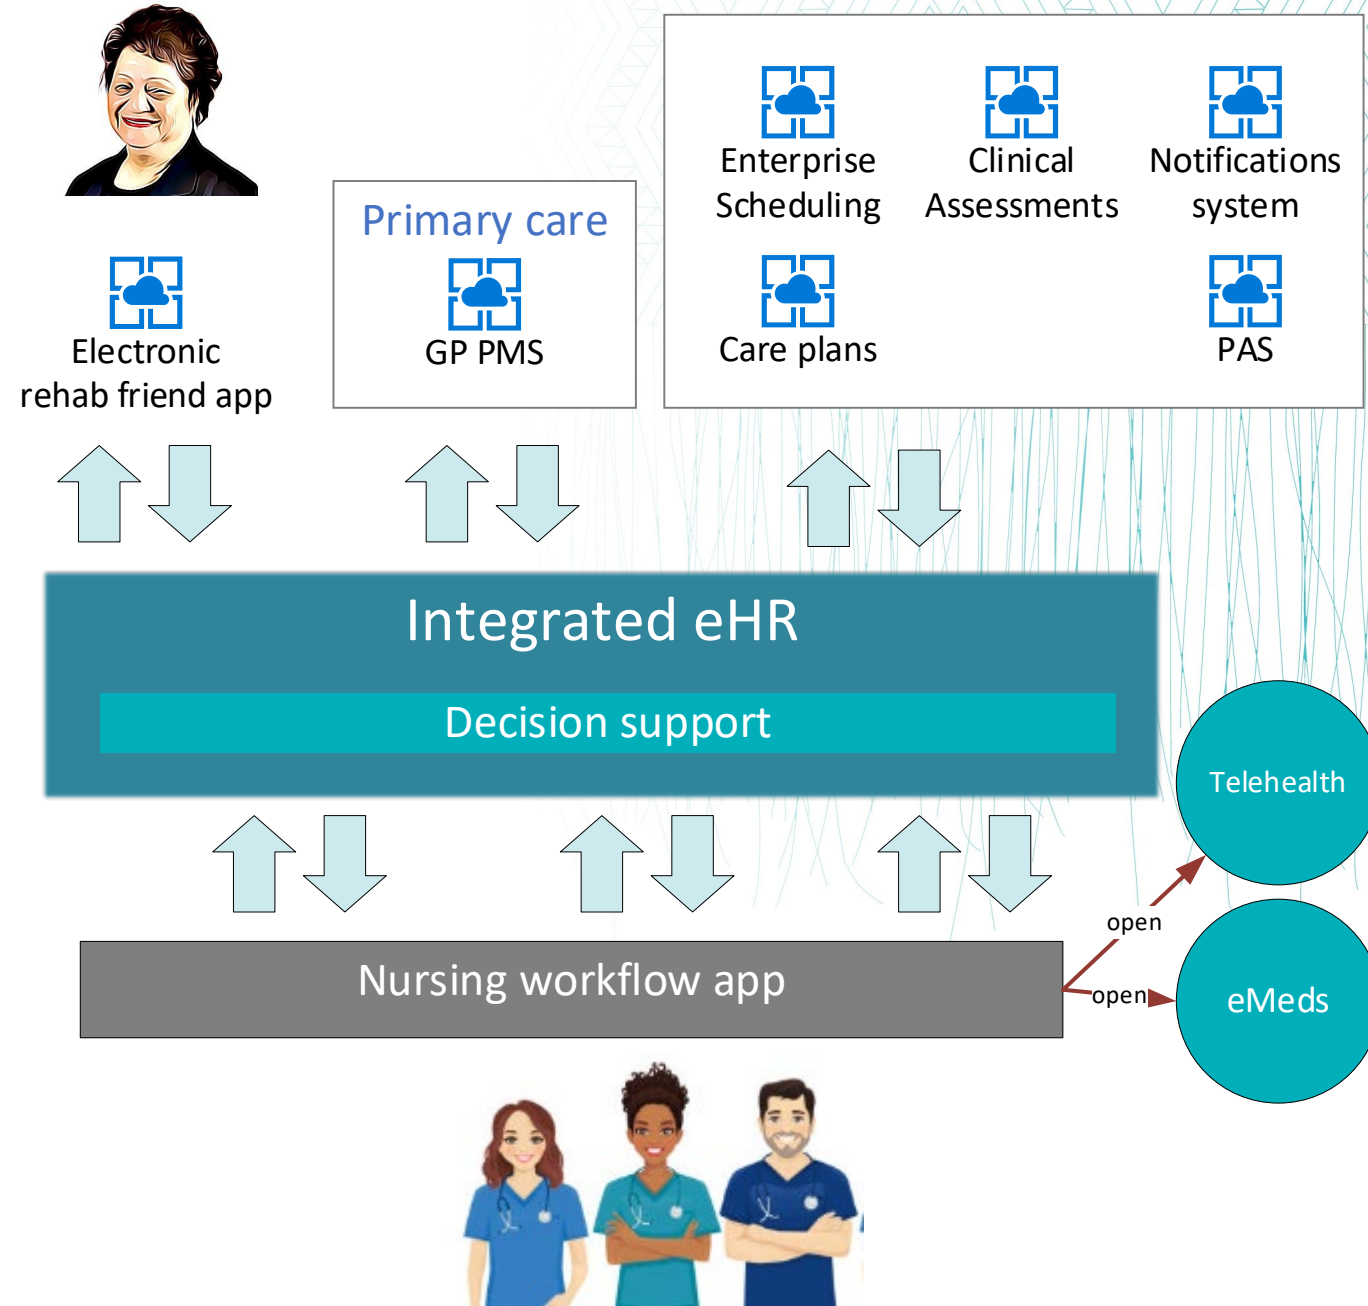 Enterprise
Scheduling
Clinical
Assessments
Notifications
system
Primary care
Electronic
rehab friend app
GP PMS
Care plans
PAS
Integrated eHR
Decision support
Telehealth
open
Nursing workflow app
open
eMeds